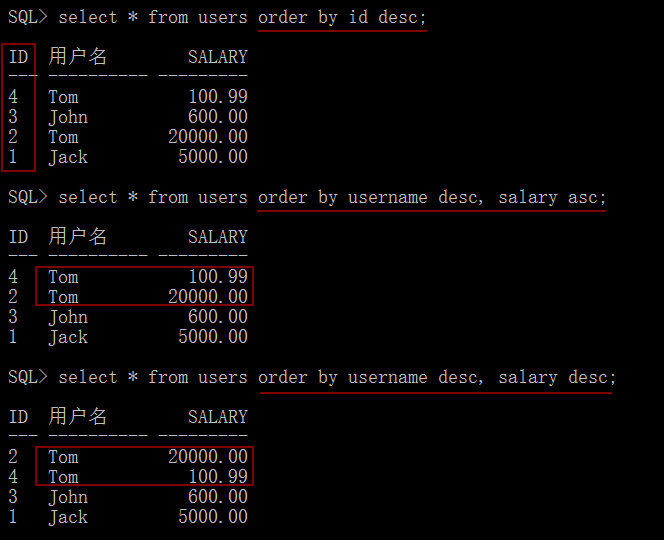 SQL> select * from users order by id desc;
ID 用户名 SALARY
--- ---------- ---------
4 Tom 100.99
3 John 600.00
2 Tom 20000.00
1 Jack 5000.00
SQL> select * from users order by username desc, salary asc;
ID 用户名 SALARY
--- ---------- ---------
4 Tom 100.99
2 Tom 20000.00
3 John 600.00
1 Jack 5000.00
SQL> select * from users order by username desc, salary desc;
ID 用户名 SALARY
--- ---------- ---------
2 Tom 20000.00
4 Tom 100.99
3 John 600.00
1 Jack 5000.00